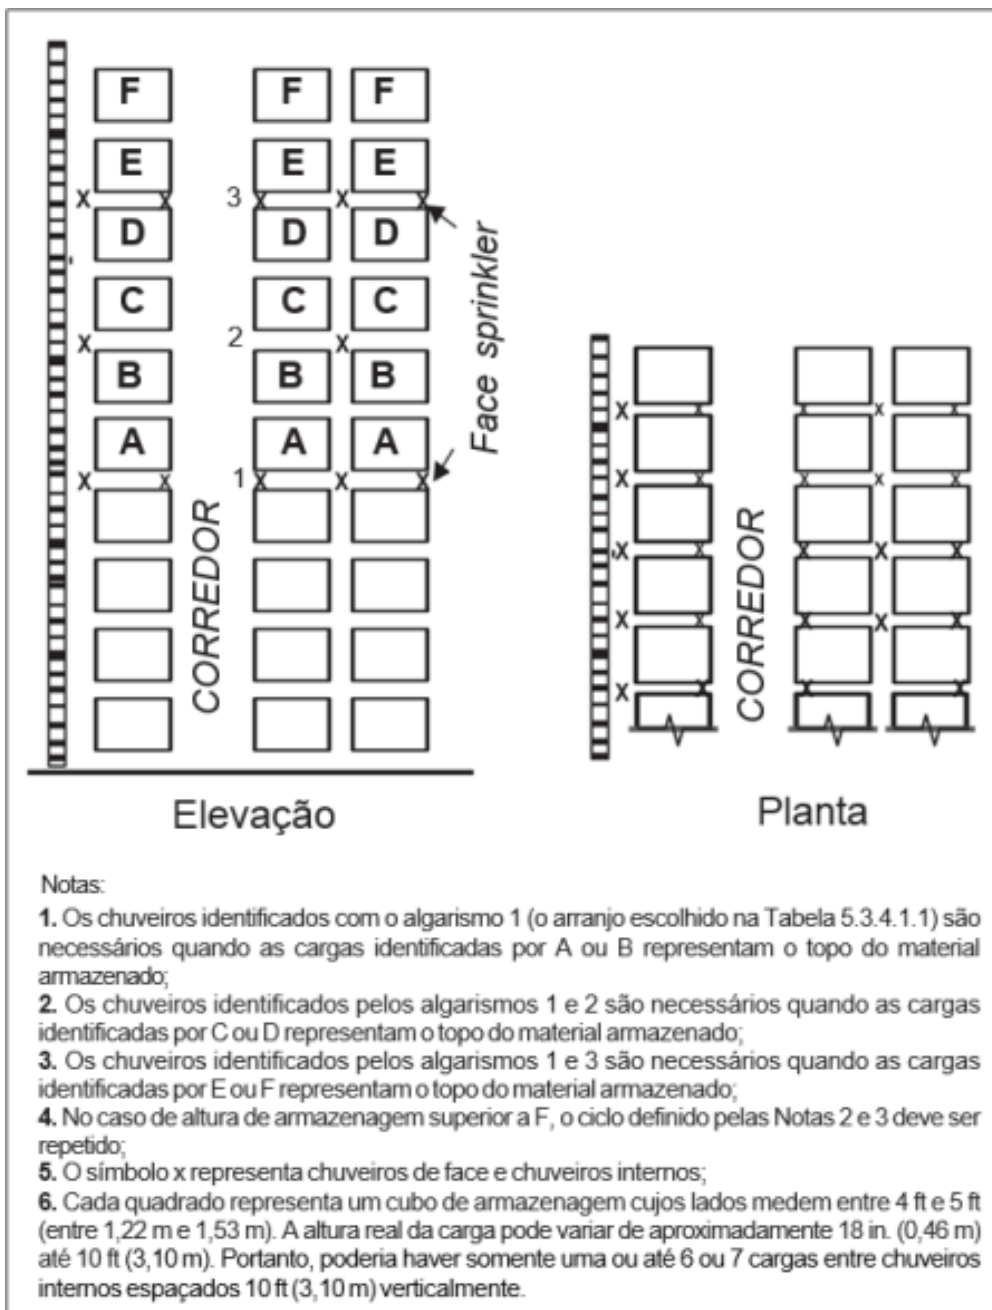 F F F
E E E
3
D D D
C C C
2
B B B
A A A
1
Face sprinkler
CORREDOR
CORREDOR
Elevação
Planta
Notas:
1. Os chuveiros identificados com o algarismo 1 (o arranjo escolhido na Tabela 5.3.4.1.1) são
necessários quando as cargas identificadas por A ou B representam o topo do material
armazenado;
2. Os chuveiros identificados pelos algarismos 1 e 2 são necessários quando as cargas
identificadas por C ou D representam o topo do material armazenado;
3. Os chuveiros identificados pelos algarismos 1 e 3 são necessários quando as cargas
identificadas por E ou F representam o topo do material armazenado;
4. No caso de altura de armazenagem superior a F, o ciclo definido pelas Notas 2 e 3 deve ser
repetido;
5. O símbolo x representa chuveiros de face e chuveiros internos;
6. Cada quadrado representa um cubo de armazenagem cujos lados medem entre 4 ft e 5 ft
(entre 1,22 m e 1,53 m). A altura real da carga pode variar de aproximadamente 18 in. (0,46 m)
até 10 ft (3,10 m). Portanto, poderia haver somente uma ou até 6 ou 7 cargas entre chuveiros
internos espaçados 10 ft (3,10 m) verticalmente.